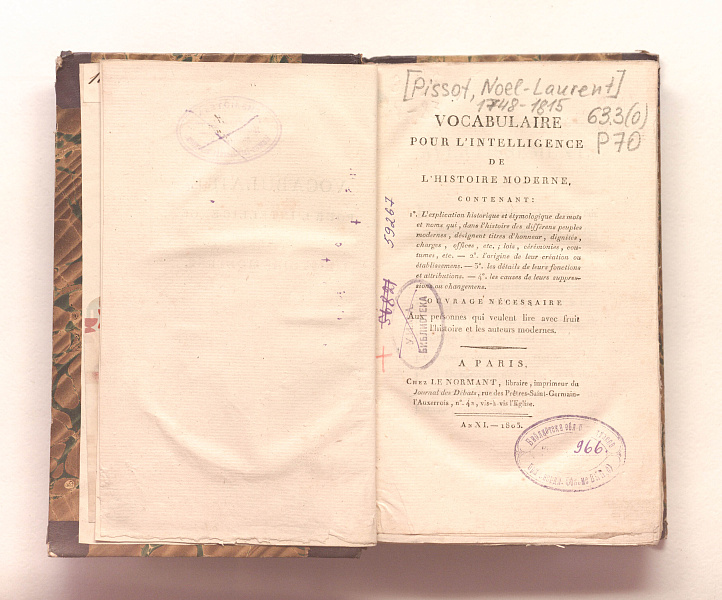 [Pissot, Noel-Laurent]
1748-1815
63.3(0)
P70
VOCABULAIRE
POUR L'INTELLIGENCE
DE
L'HISTOIRE MODERNE,
CONTENANT:
1°. L'explication historique et étymologique des mots
et noms qui, dans l'histoire des différens peuples
modernes, désignent titres d'honneur, dignités,
charges, offices, etc.; lois, cérémonies, cou-
tumes, etc. — 2°. l'origine de leur création ou
établissemens. — 3°. les détails de leurs fonctions
et attributions. — 4°. les causes de leurs suppres-
sions ou changemens.
OUVRAGE NÉCESSAIRE
Aux personnes qui veulent lire avec fruit
l'histoire et les auteurs modernes.
A PARIS,
CHEZ LE NORMANT, libraire, imprimeur du
Journal des Débats, rue des Prêtres-Saint-Germain-
l'Auxerrois, n°. 42, vis-à-vis l'Eglise.
AN XI. — 1803.
59267
БИБЛИОТЕКА
966